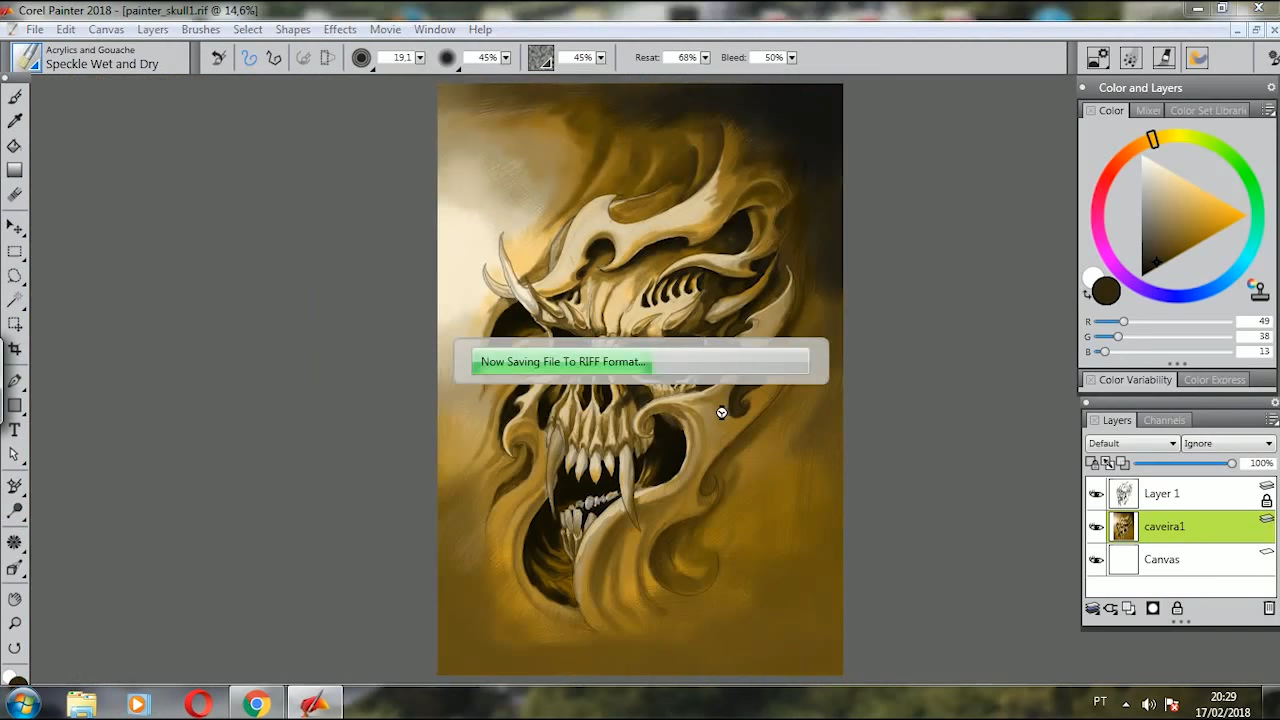 Corel Painter 2018 - [painter_skull1.rif @ 14,6%]
File Edit Canvas Layers Brushes Select Shapes Effects Movie Window Help
Acrylics and Gouache
Speckle Wet and Dry
19,1 45% 45% Resat: 68% Bleed: 50%
Color and Layers
Color Mixer Color Set Librarie
R 49
G 38
B 13
Color Variability Color Express
Layers Channels
Default Ignore
100%
Layer 1
caveira1
Canvas
Now Saving File To RIFF Format...
T
PT 20:29
17/02/2018